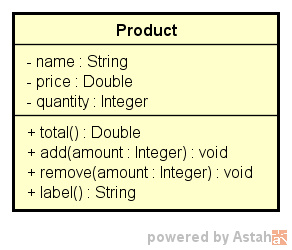 Product
- name : String
- price : Double
- quantity : Integer
+ total() : Double
+ add(amount : Integer) : void
+ remove(amount : Integer) : void
+ label() : String
powered by Astah